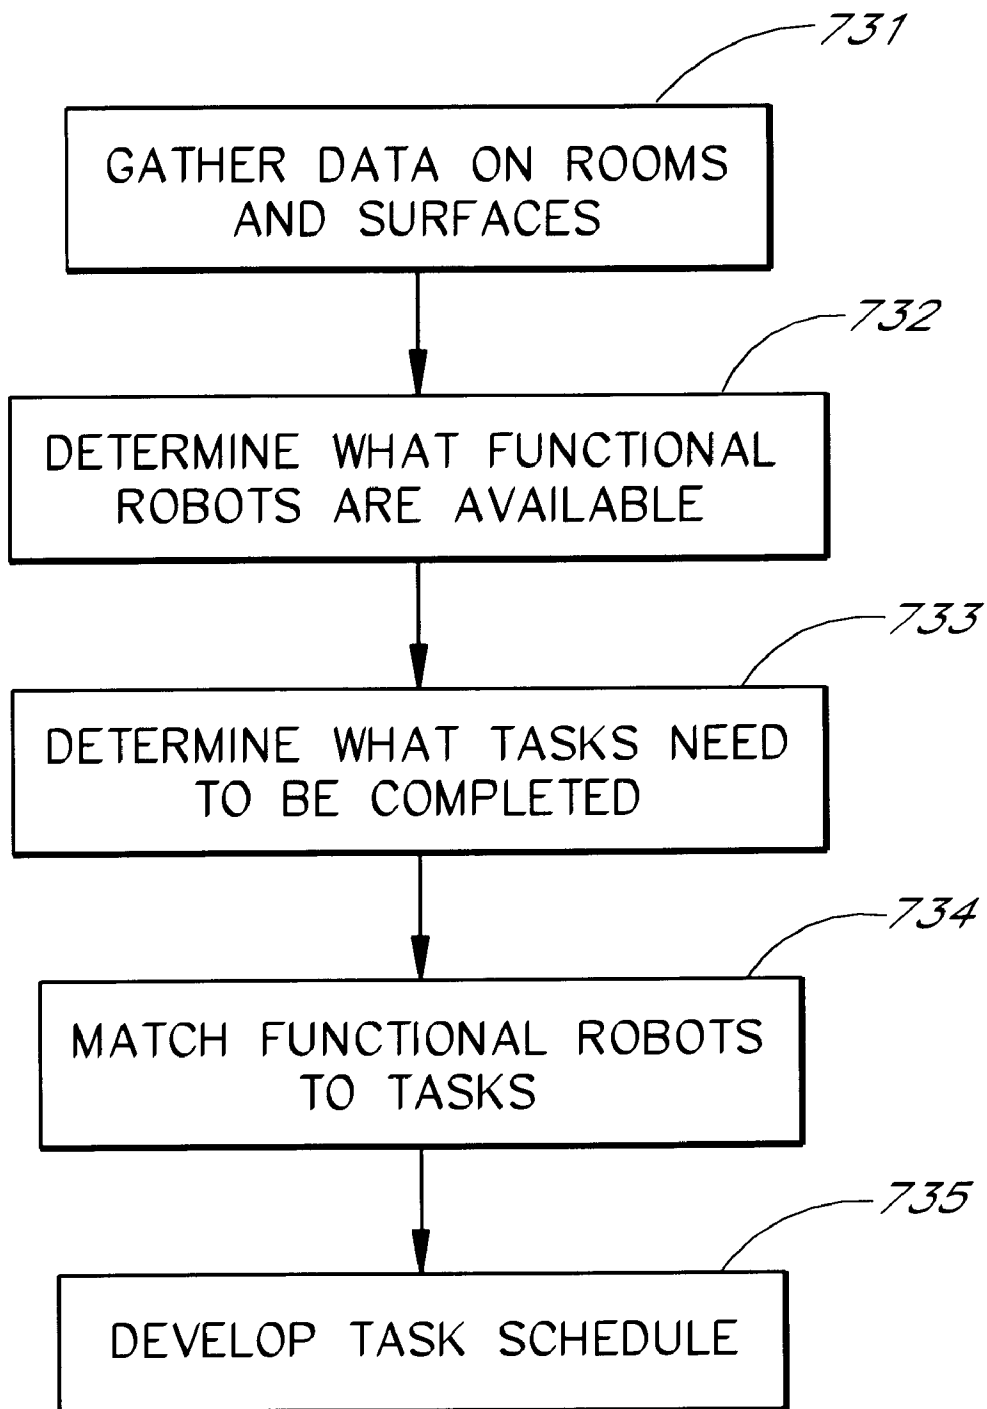 731
GATHER DATA ON ROOMS
AND SURFACES
732
DETERMINE WHAT FUNCTIONAL
ROBOTS ARE AVAILABLE
733
DETERMINE WHAT TASKS NEED
TO BE COMPLETED
734
MATCH FUNCTIONAL ROBOTS
TO TASKS
735
DEVELOP TASK SCHEDULE